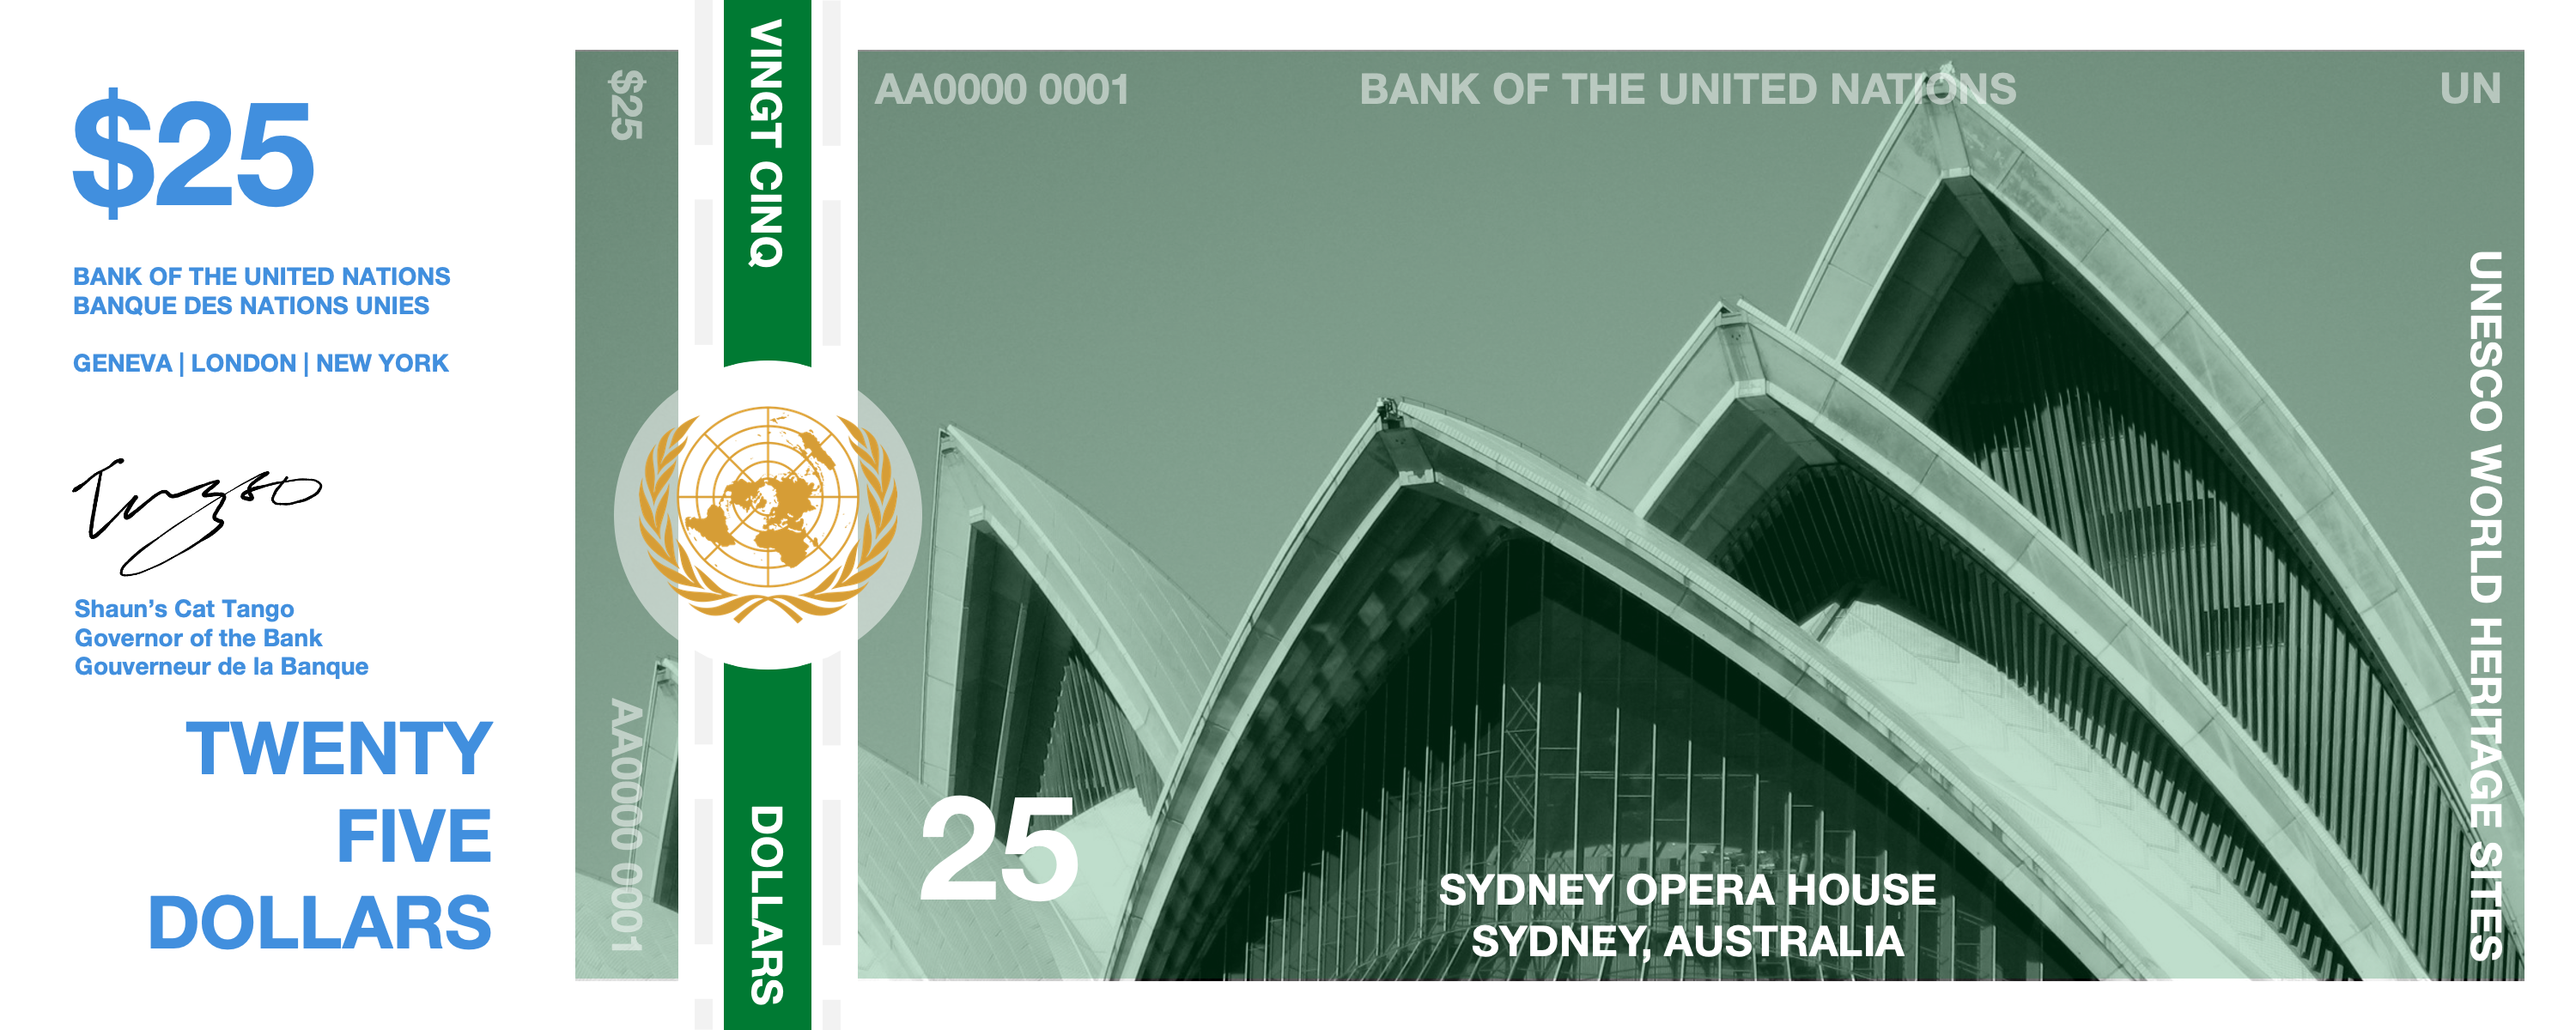 $25
BANK OF THE UNITED NATIONS
BANQUE DES NATIONS UNIES
GENEVA | LONDON | NEW YORK
Tango
Shaun’s Cat Tango
Governor of the Bank
Gouverneur de la Banque
TWENTY
FIVE
DOLLARS
$25
AA0000 0001
VINGT CINQ
DOLLARS
AA0000 0001
BANK OF THE UNITED NATIONS
UN
25
SYDNEY OPERA HOUSE
SYDNEY, AUSTRALIA
UNESCO WORLD HERITAGE SITES